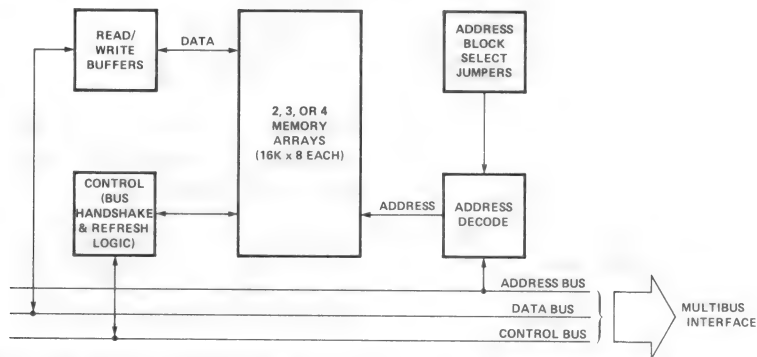 READ/
WRITE
BUFFERS
DATA
2, 3, OR 4
MEMORY
ARRAYS
(16K x 8 EACH)
ADDRESS
BLOCK
SELECT
JUMPERS
CONTROL
(BUS
HANDSHAKE
& REFRESH
LOGIC)
ADDRESS
ADDRESS
DECODE
ADDRESS BUS
DATA BUS
CONTROL BUS
MULTIBUS
INTERFACE